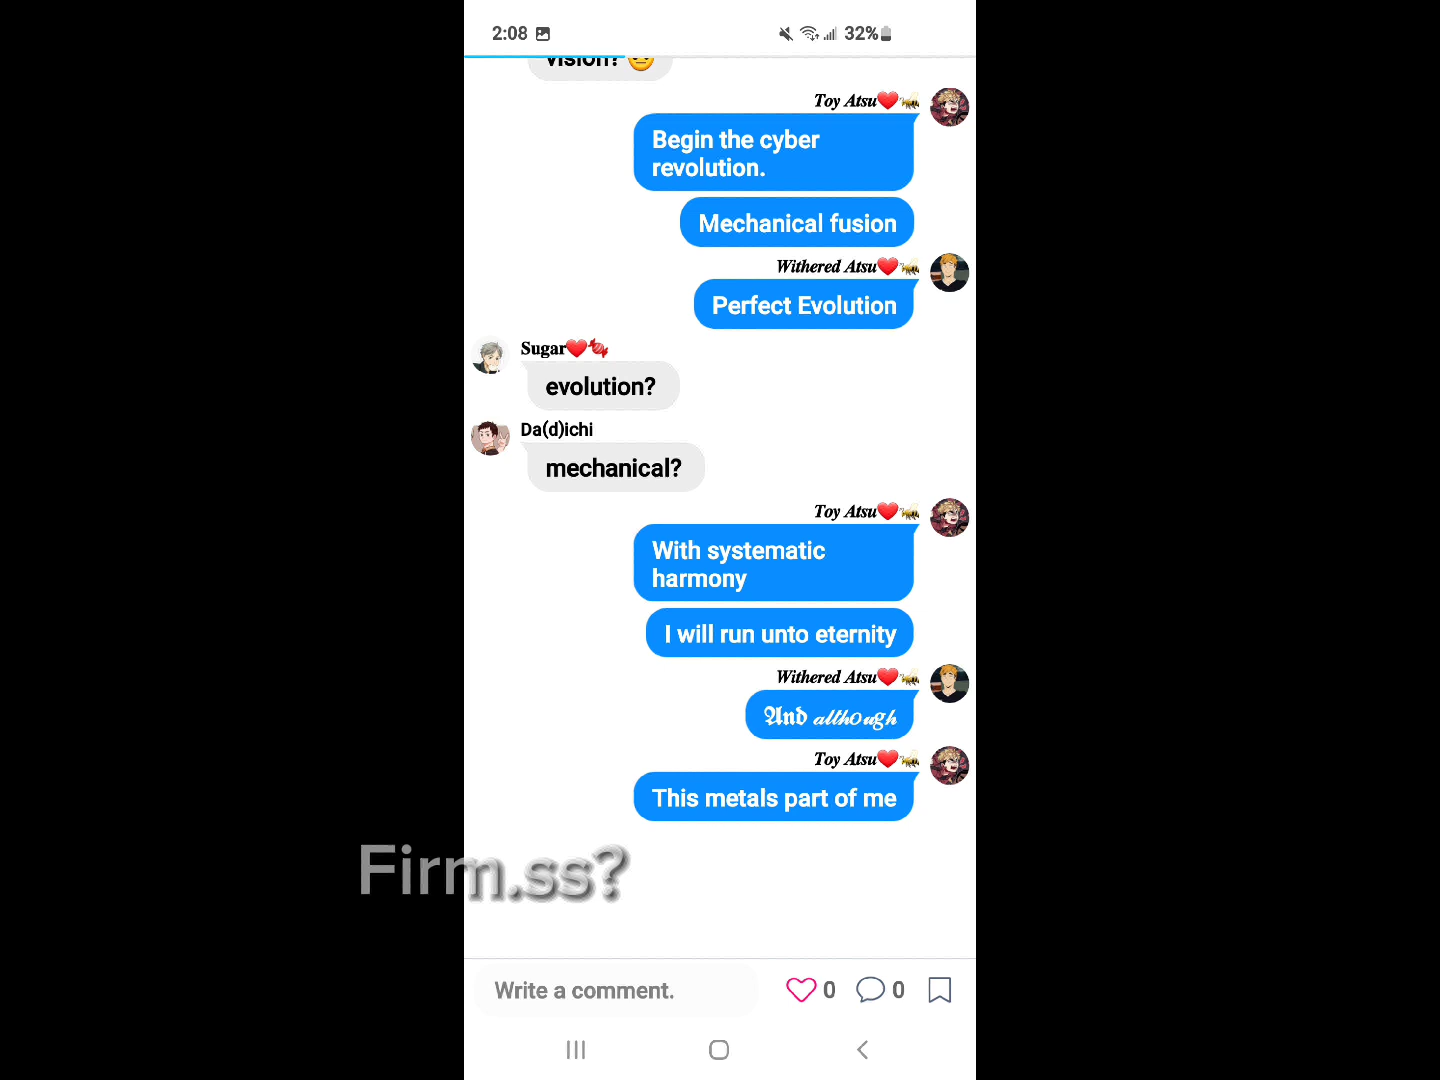 2:08
32%
vision? 😐
Toy Atsu❤️🐝
Begin the cyber
revolution.
Mechanical fusion
Withered Atsu❤️🐝
Perfect Evolution
Sugar❤️🍬
evolution?
Da(d)ichi
mechanical?
Toy Atsu❤️🐝
With systematic
harmony
I will run unto eternity
Withered Atsu❤️🐝
𝕬𝖓𝖉 𝒶𝓁𝓉𝒽𝑜𝓊𝑔𝒽
Toy Atsu❤️🐝
This metals part of me
Firm.ss?
Write a comment.
0
0